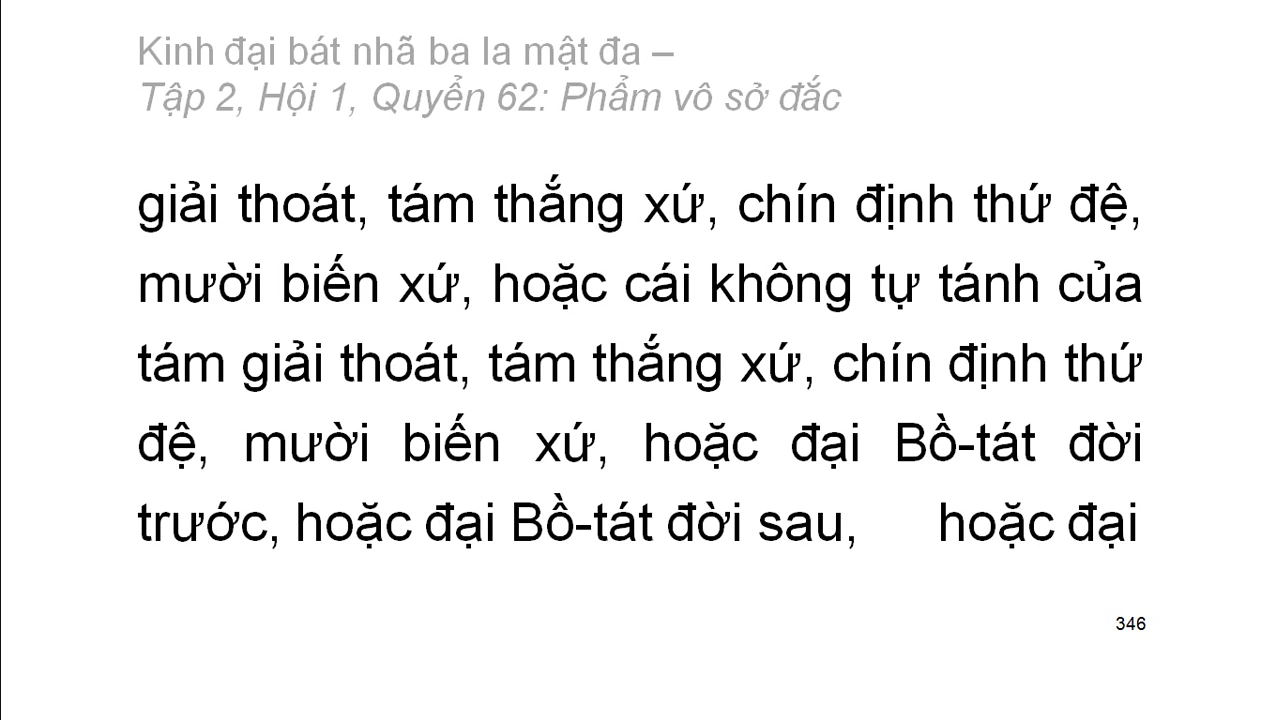 Kinh đại bát nhã ba la mật đa –
Tập 2, Hội 1, Quyển 62: Phẩm vô sở đắc
giải thoát, tám thắng xứ, chín định thứ đệ,
mười biến xứ, hoặc cái không tự tánh của
tám giải thoát, tám thắng xứ, chín định thứ
đệ, mười biến xứ, hoặc đại Bồ-tát đời
trước, hoặc đại Bồ-tát đời sau, hoặc đại
346